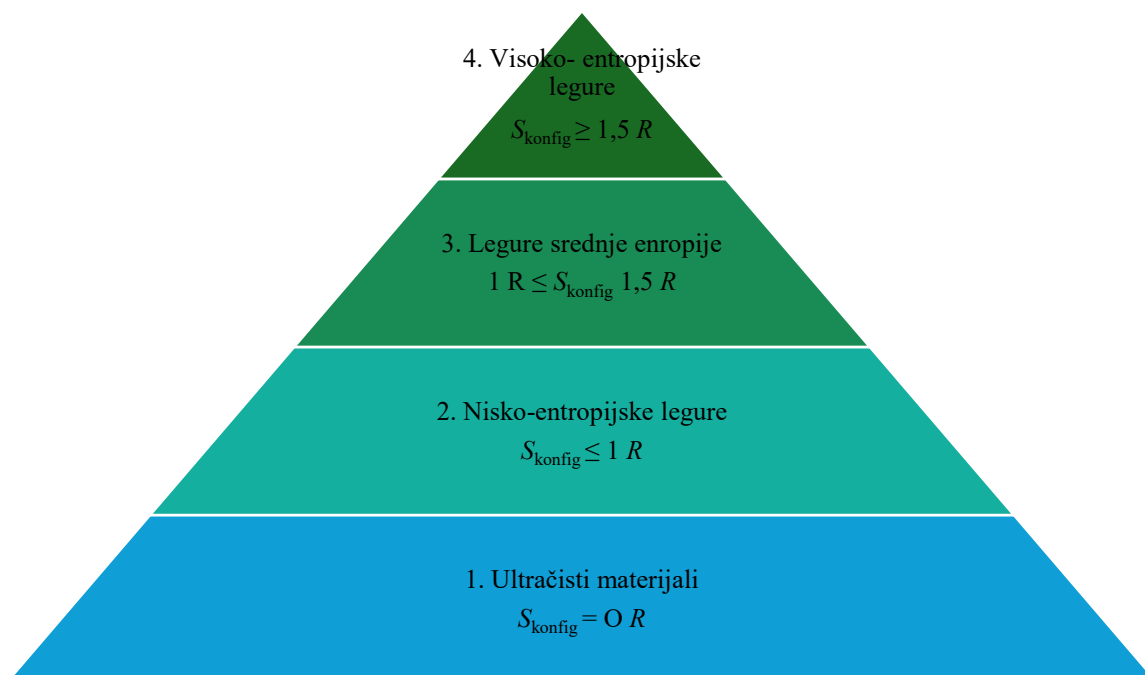 4. Visoko- entropijske
legure
Skonfig ≥ 1,5 R
3. Legure srednje enropije
1 R ≤ Skonfig 1,5 R
2. Nisko-entropijske legure
Skonfig ≤ 1 R
1. Ultračisti materijali
Skonfig = O R